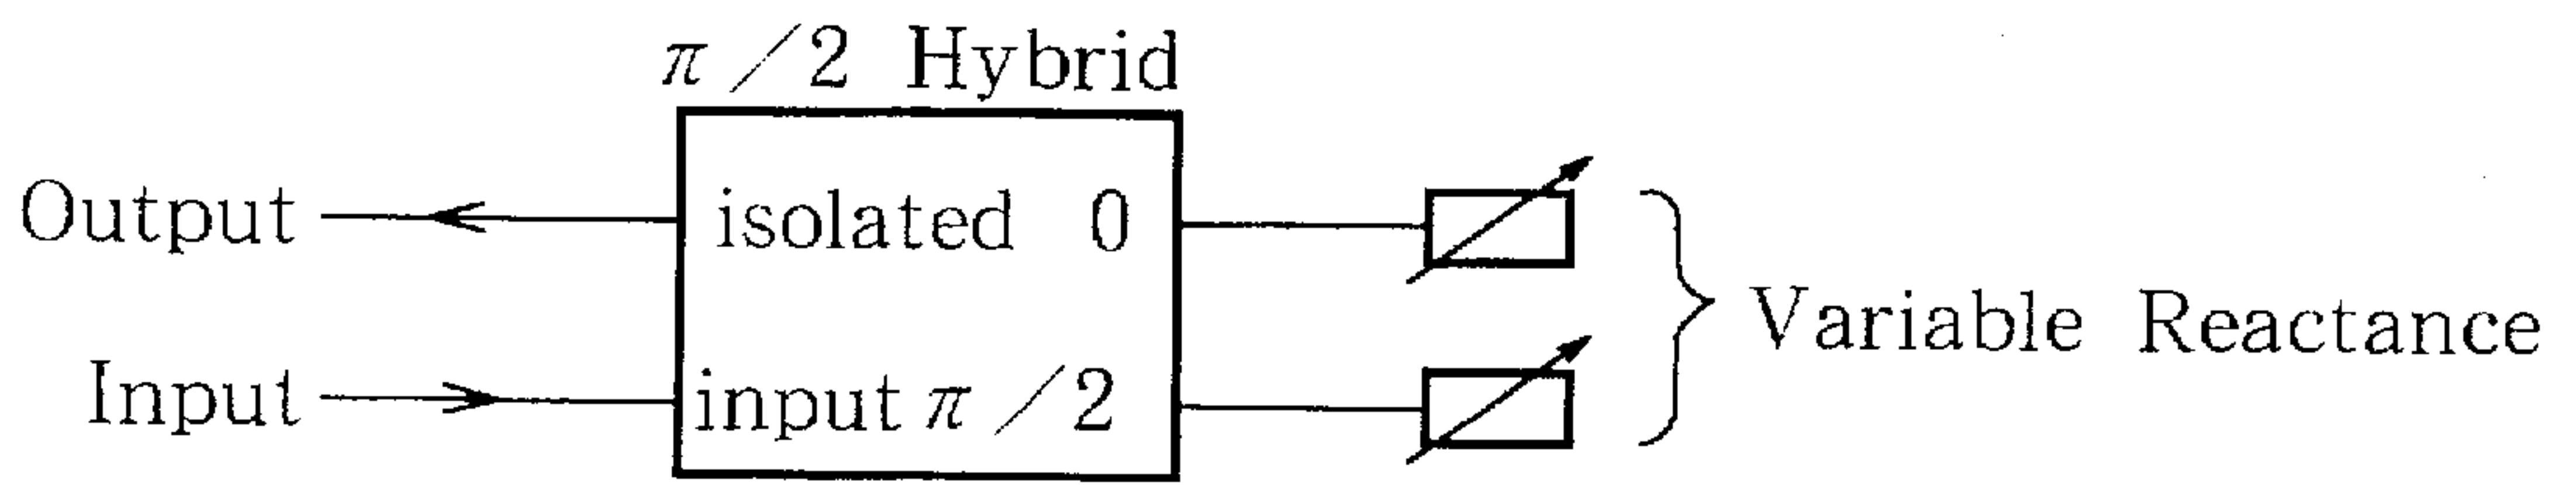 π/2 Hybrid
Output
isolated 0
Input
input π/2
Variable Reactance